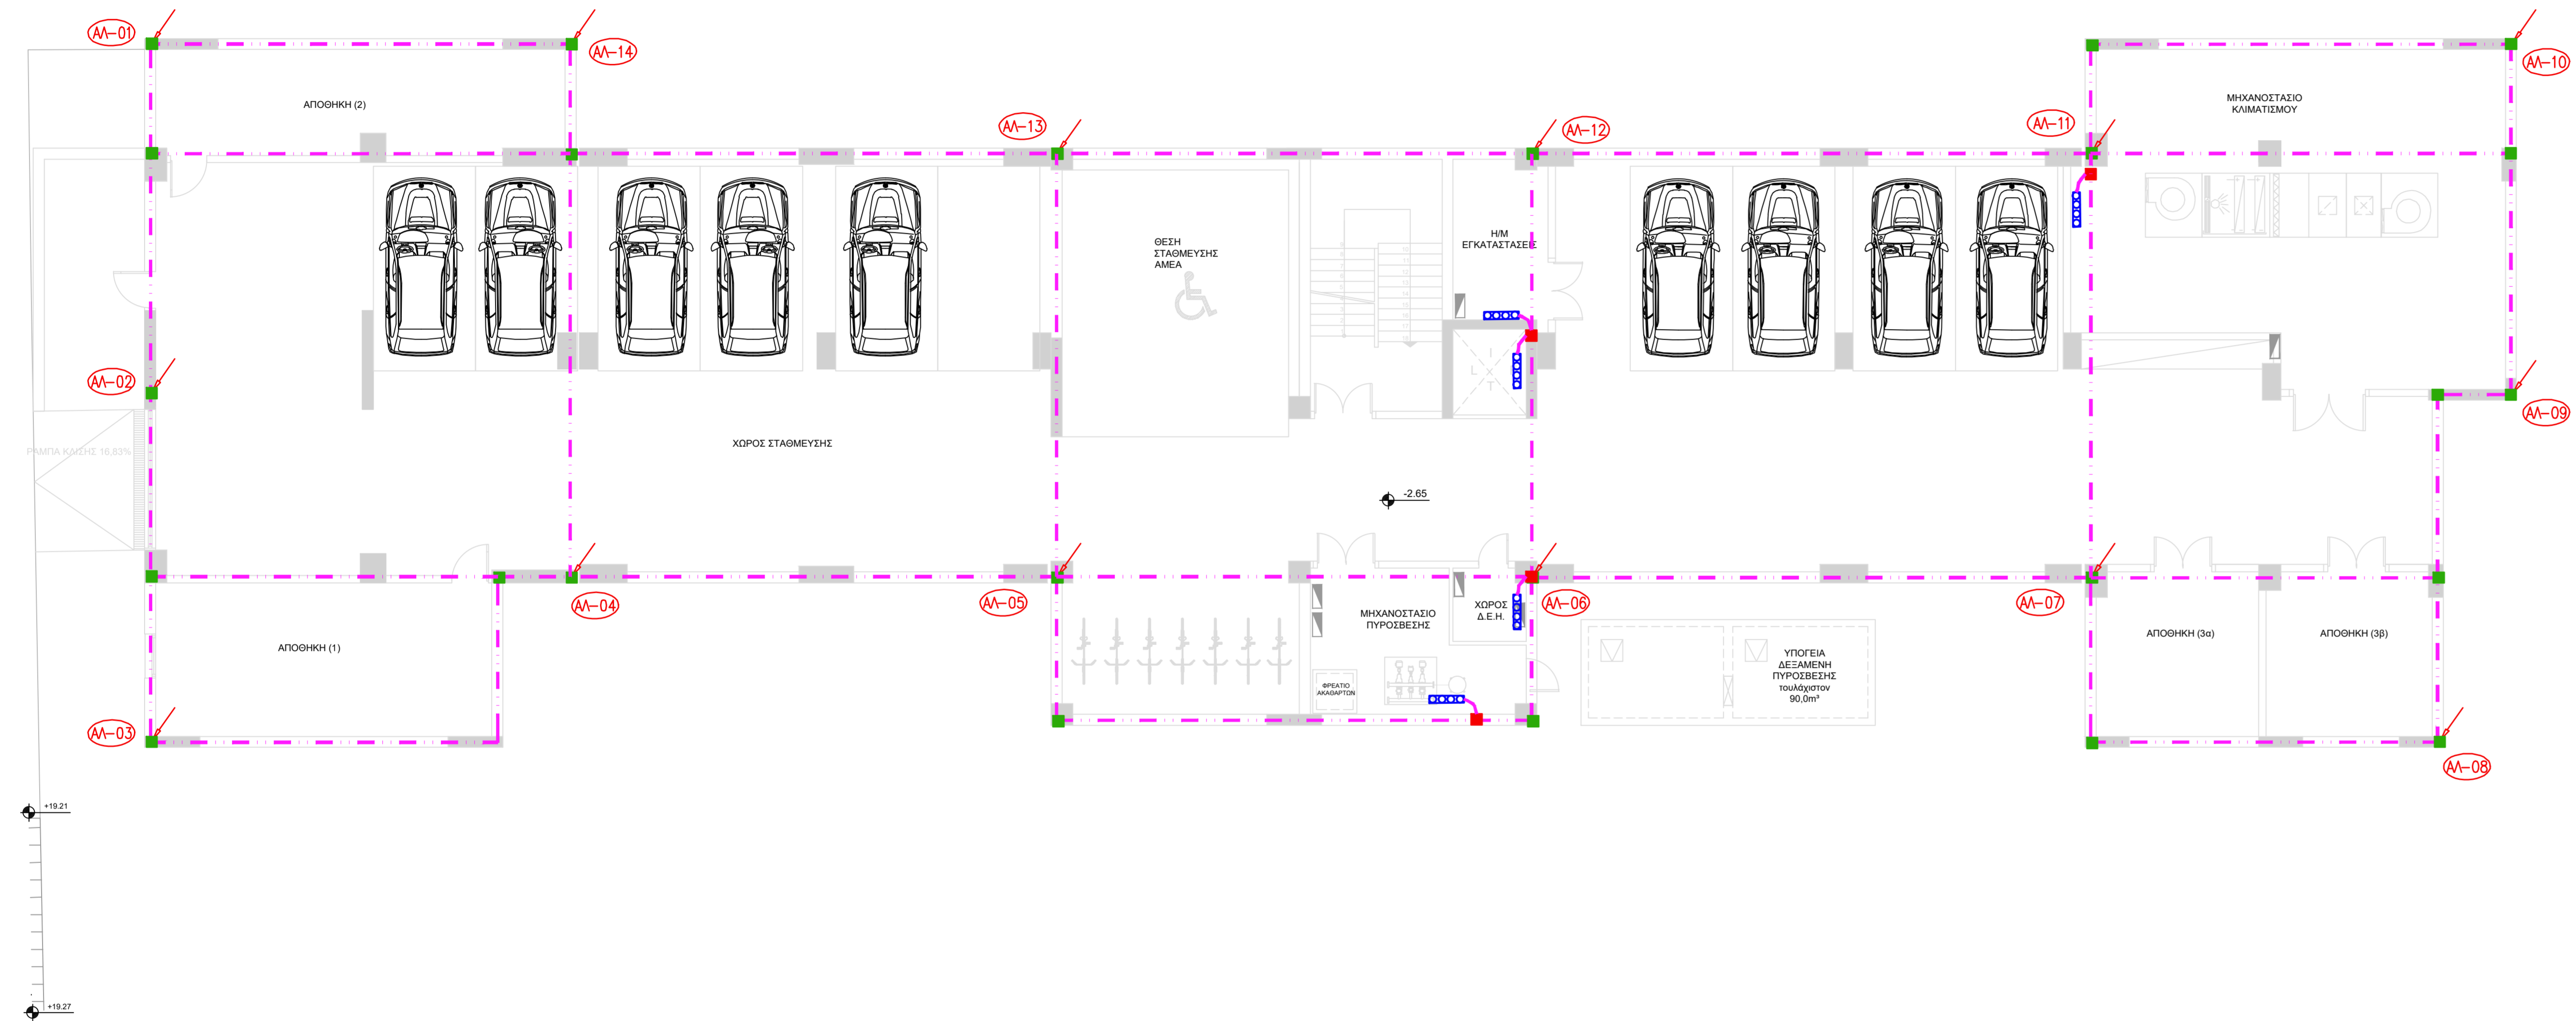 ΑΛ-01
ΑΛ-14
ΑΛ-10
ΑΠΟΘΗΚΗ (2)
ΜΗΧΑΝΟΣΤΑΣΙΟ
ΚΛΙΜΑΤΙΣΜΟΥ
ΑΛ-13
ΑΛ-12
ΑΛ-11
ΘΕΣΗ
ΣΤΑΘΜΕΥΣΗΣ
ΑΜΕΑ
Η/Μ
ΕΓΚΑΤΑΣΤΑΣΕΙΣ
ΑΛ-02
L I F T
ΑΛ-09
ΡΑΜΠΑ ΚΛΙΣΗΣ 16,83%
ΧΩΡΟΣ ΣΤΑΘΜΕΥΣΗΣ
-2.65
ΑΛ-04
ΑΛ-05
ΑΛ-06
ΑΛ-07
ΜΗΧΑΝΟΣΤΑΣΙΟ
ΠΥΡΟΣΒΕΣΗΣ
ΧΩΡΟΣ
Δ.Ε.Η.
ΑΠΟΘΗΚΗ (1)
ΑΠΟΘΗΚΗ (3α)
ΑΠΟΘΗΚΗ (3β)
ΥΠΟΓΕΙΑ
ΔΕΞΑΜΕΝΗ
ΠΥΡΟΣΒΕΣΗΣ
τουλάχιστον
90,0m³
ΦΡΕΑΤΙΟ
ΑΚΑΘΑΡΤΩΝ
ΑΛ-03
ΑΛ-08
+19.21
+19.27